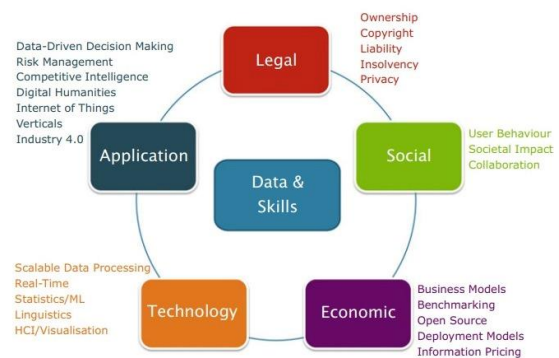 Ownership
Copyright
Liability
Insolvency
Privacy
Legal
Data-Driven Decision Making
Risk Management
Competitive Intelligence
Digital Humanities
Internet of Things
Verticals
Industry 4.0
Application
User Behaviour
Societal Impact
Collaboration
Social
Data &
Skills
Scalable Data Processing
Real-Time
Statistics/ML
Linguistics
HCI/Visualisation
Technology
Economic
Business Models
Benchmarking
Open Source
Deployment Models
Information Pricing